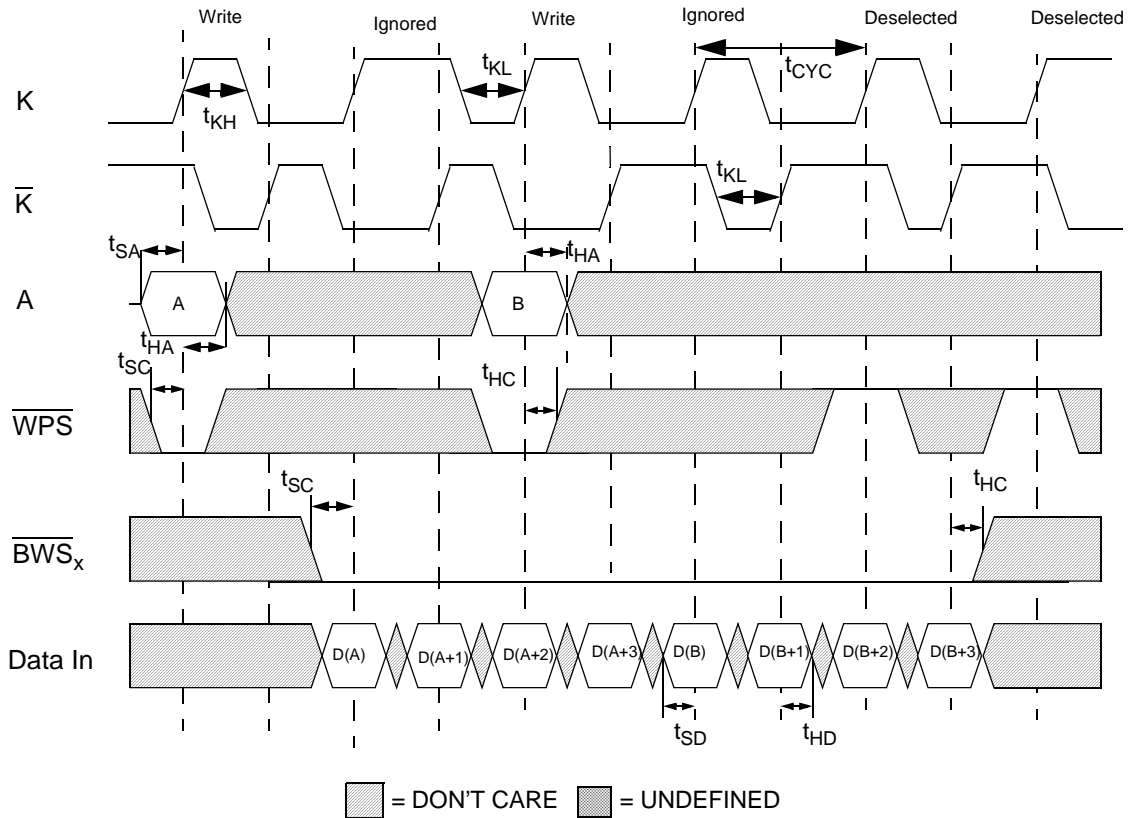 Write Ignored Write Ignored Deselected Deselected
K
tKH
tKL
tCYC
K
tKL
tSA
tHA
A
A
B
tHA
tSC
tHC
WPS
tSC
tHC
BWSx
Data In
D(A) D(A+1) D(A+2) D(A+3) D(B) D(B+1) D(B+2) D(B+3)
tSD
tHD
= DON'T CARE = UNDEFINED